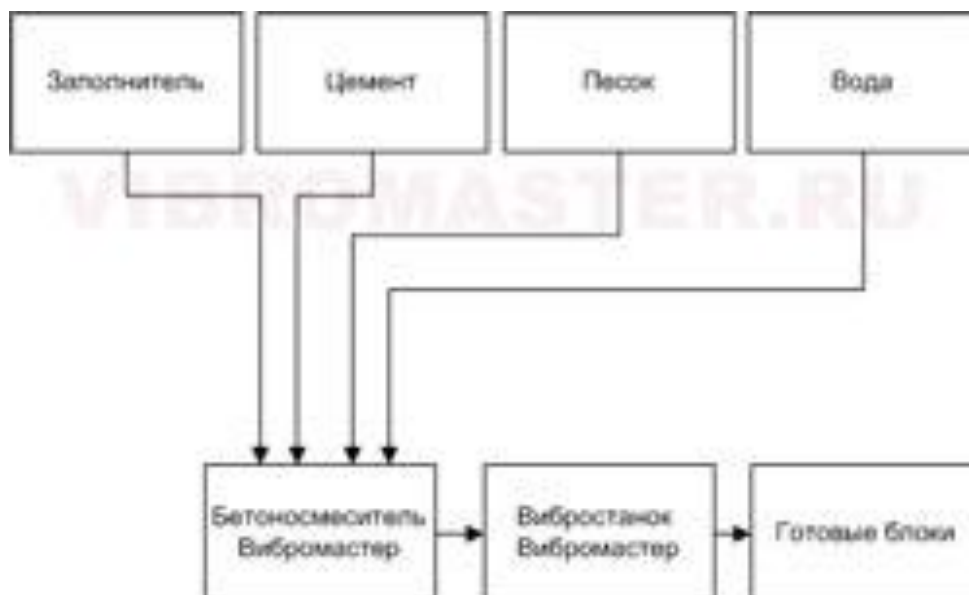 Заполнитель
Цемент
Песок
Вода
VIBROMASTER.RU
Бетоносмеситель
Вибромастер
Вибростанок
Вибромастер
Готовые блоки